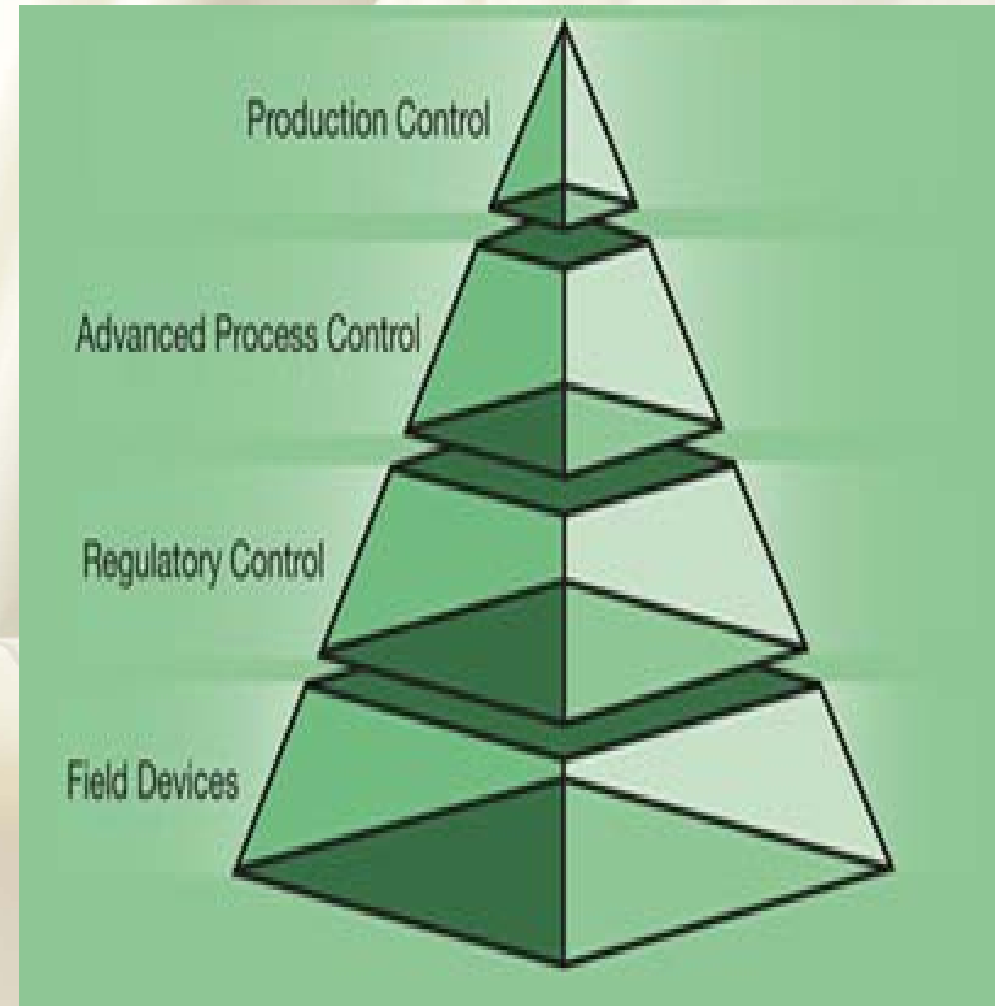 Production Control
Advanced Process Control
Regulatory Control
Field Devices